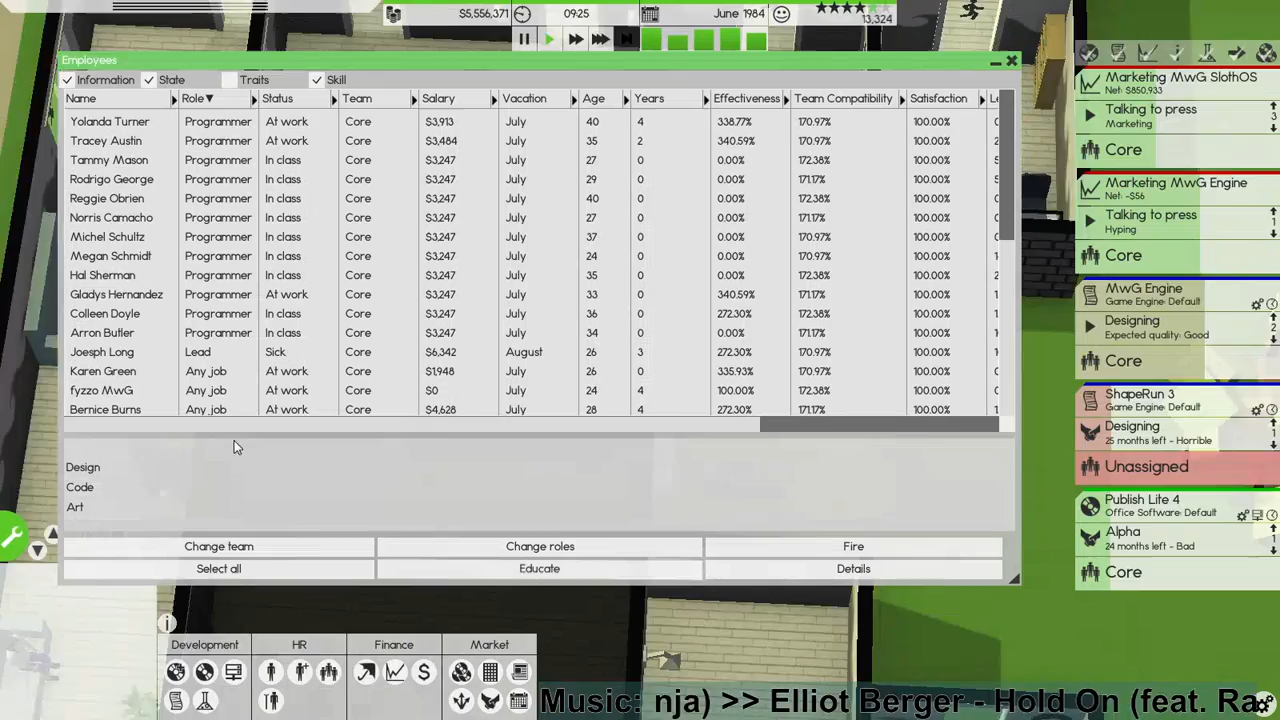 $5,556,371 09:25 June 1984 13,324
Employees
Information State Traits Skill
Name Role▼ Status Team Salary Vacation Age Years Effectiveness Team Compatibility Satisfaction
Yolanda Turner Programmer At work Core $3,913 July 40 4 338.77% 170.97% 100.00%
Tracey Austin Programmer At work Core $3,484 July 35 2 340.59% 170.97% 100.00%
Tammy Mason Programmer In class Core $3,247 July 27 0 0.00% 172.38% 100.00%
Rodrigo George Programmer In class Core $3,247 July 29 0 0.00% 171.17% 100.00%
Reggie Obrien Programmer In class Core $3,247 July 40 0 0.00% 172.38% 100.00%
Norris Camacho Programmer In class Core $3,247 July 27 0 0.00% 171.17% 100.00%
Michel Schultz Programmer In class Core $3,247 July 37 0 0.00% 170.97% 100.00%
Megan Schmidt Programmer In class Core $3,247 July 24 0 0.00% 170.97% 100.00%
Hal Sherman Programmer In class Core $3,247 July 35 0 0.00% 172.38% 100.00%
Gladys Hernandez Programmer At work Core $3,247 July 33 0 340.59% 171.17% 100.00%
Colleen Doyle Programmer In class Core $3,247 July 36 0 272.30% 172.38% 100.00%
Arron Butler Programmer In class Core $3,247 July 34 0 0.00% 171.17% 100.00%
Joesph Long Lead Sick Core $6,342 August 26 3 272.30% 170.97% 100.00%
Karen Green Any job At work Core $1,948 July 26 0 335.93% 170.97% 100.00%
fyzzo MwG Any job At work Core $0 July 24 4 100.00% 172.38% 100.00%
Bernice Burns Any job At work Core $4,628 July 28 4 272.30% 171.17% 100.00%
Design
Code
Art
Change team Change roles Fire
Select all Educate Details
Marketing MwG SlothOS
Net: $850,933
Talking to press 3
Marketing
Core
Marketing MwG Engine
Net: -$56
Talking to press 1
Hyping
Core
MwG Engine
Game Engine: Default
Designing 2
Expected quality: Good
Core
ShapeRun 3
Game Engine: Default
Designing 1
25 months left - Horrible
Unassigned
Publish Lite 4
Office Software: Default
Alpha 1
24 months left - Bad
Core
Development HR Finance Market
Music: nja) >> Elliot Berger - Hold On (feat. Ra